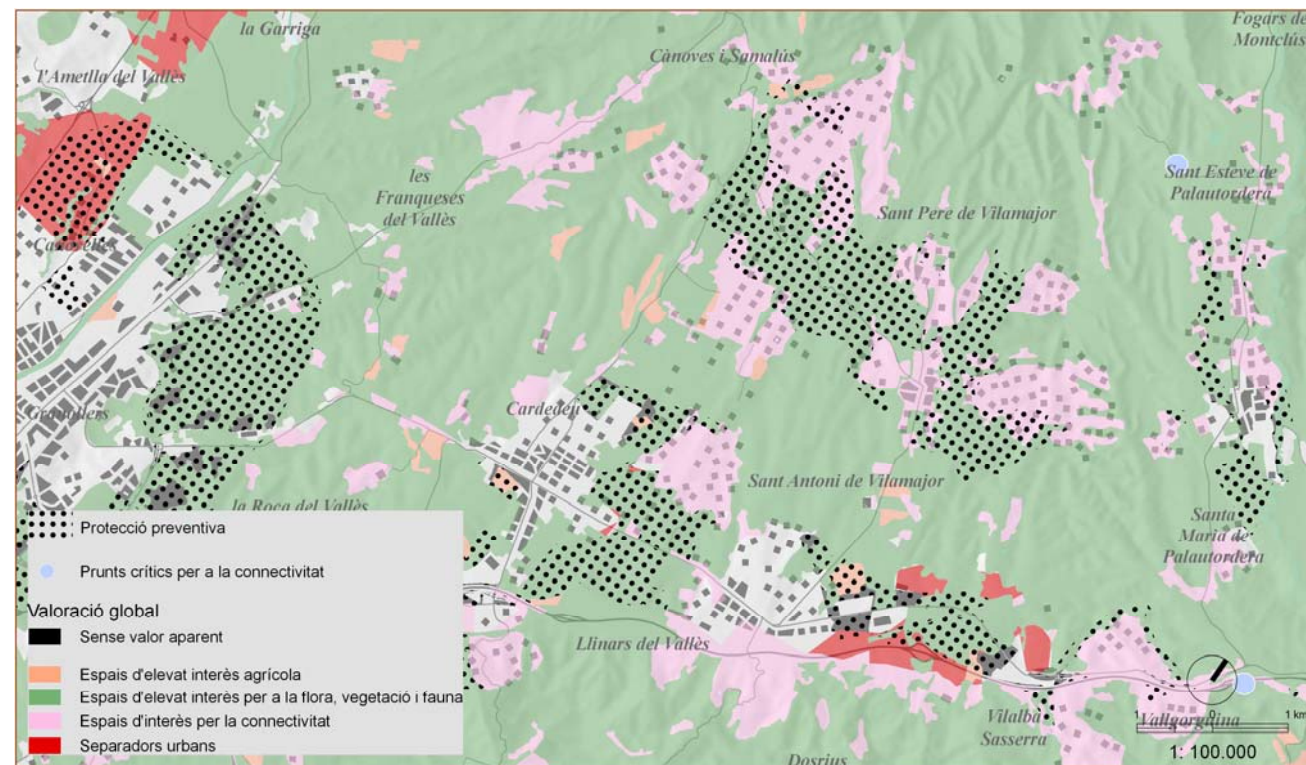 la Garriga
Fogars de
Montclús
Cànoves i Samalús
l'Ametlla del Vallès
Sant Esteve de
Palautordera
les
Franqueses
del Vallès
Sant Pere de Vilamajor
Canovelles
Granollers
Cardedeu
Sant Antoni de Vilamajor
la Roca del Vallès
Santa
Maria de
Palautordera
Protecció preventiva
Prunts crítics per a la connectivitat
Valoració global
Sense valor aparent
Espais d'elevat interès agrícola
Espais d'elevat interès per a la flora, vegetació i fauna
Espais d'interès per la connectivitat
Separadors urbans
Llinars del Vallès
Vilalba
Sasserra
Vallgorguina
Dosrius
1 0 1 km
1: 100.000